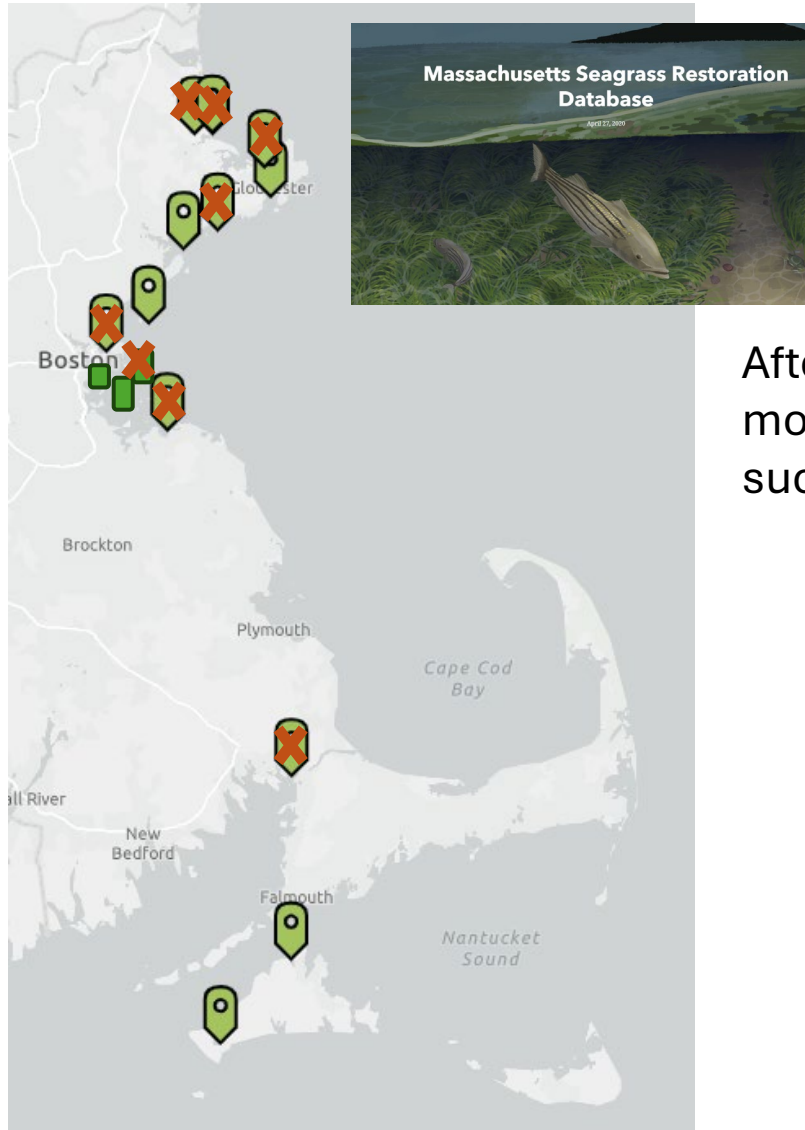 Massachusetts Seagrass Restoration
Database
April 27, 2020
Gloucester
Boston
Afte
mo
suc
Brockton
Plymouth
Cape Cod
Bay
all River
New
Bedford
Falmouth
Nantucket
Sound